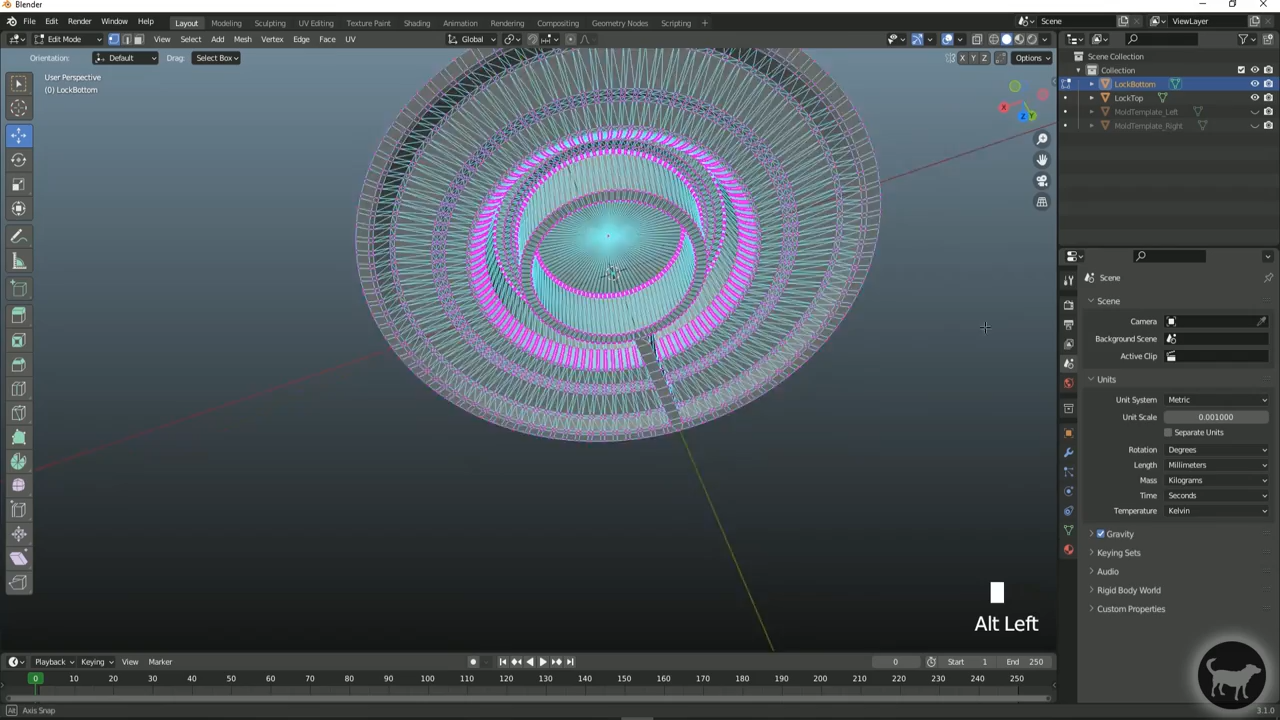 Blender
File Edit Render Window Help Layout Modeling Sculpting UV Editing Texture Paint Shading Animation Rendering Compositing Geometry Nodes Scripting + Scene ViewLayer
Edit Mode View Select Add Mesh Vertex Edge Face UV Global
Orientation: Default Drag: Select Box X Y Z Options
User Perspective
(0) LockBottom
X
Z
Y
Scene Collection
Collection
LockBottom
LockTop
MoldTemplate_Left
MoldTemplate_Right
Scene
Scene
Camera
Background Scene
Active Clip
Units
Unit System Metric
Unit Scale 0.001000
Separate Units
Rotation Degrees
Length Millimeters
Mass Kilograms
Time Seconds
Temperature Kelvin
Gravity
Keying Sets
Audio
Rigid Body World
Custom Properties
Alt Left
Playback Keying View Marker 0 Start 1 End 250
0 10 20 30 40 50 60 70 80 90 100 110 120 130 140 150 160 170 180 190 200 210 220 230 240 250
Alt Axis Snap 3.1.0